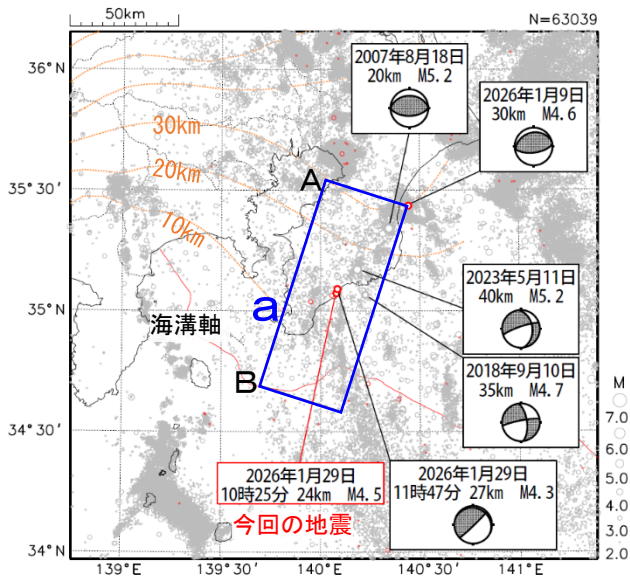 50km
N=63039
36°N
35°30′
35°N
34°30′
34°N
139°E
139°30′
140°E
140°30′
141°E
30km
20km
10km
A
a
B
海溝軸
2007年8月18日
20km M5.2
2026年1月9日
30km M4.6
2023年5月11日
40km M5.2
2018年9月10日
35km M4.7
2026年1月29日
10時25分 24km M4.5
今回の地震
2026年1月29日
11時47分 27km M4.3
M
7.0
6.0
5.0
4.0
3.0
2.0